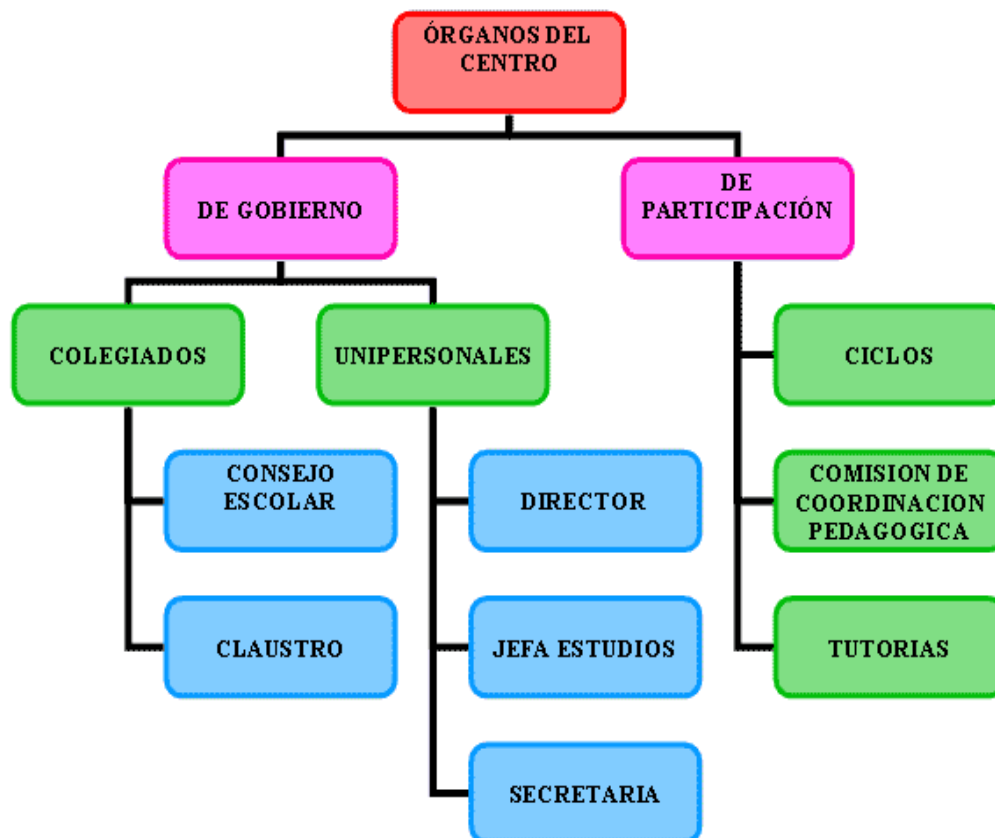 ÓRGANOS DEL
CENTRO
DE GOBIERNO
DE
PARTICIPACIÓN
COLEGIADOS
UNIPERSONALES
CICLOS
CONSEJO
ESCOLAR
DIRECTOR
COMISION DE
COORDINACION
PEDAGOGICA
CLAUSTRO
JEFA ESTUDIOS
TUTORIAS
SECRETARIA